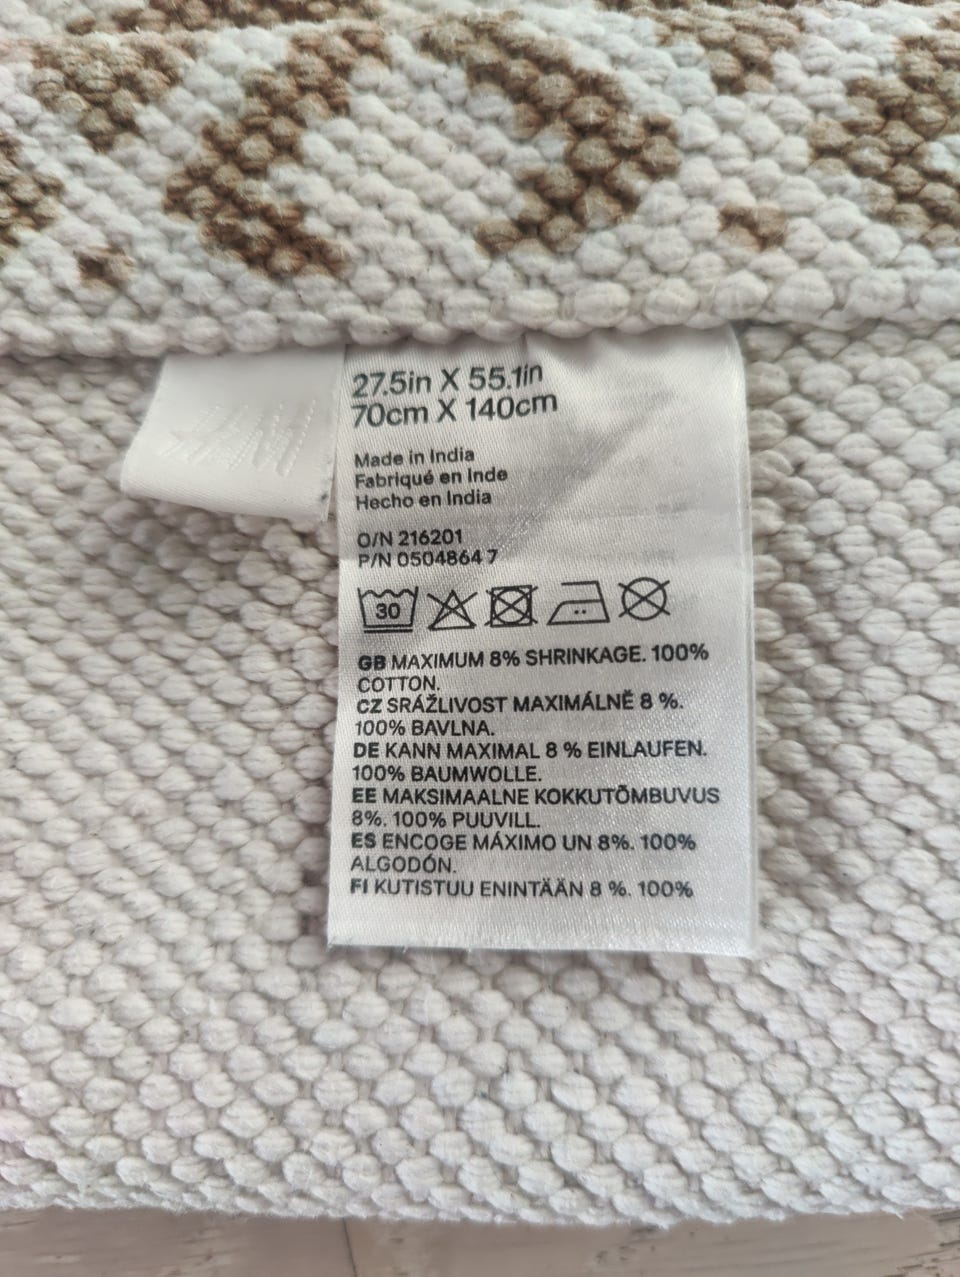 27.5in X 55.1in
70cm X 140cm
Made in India
Fabriqué en Inde
Hecho en India
O/N 216201
P/N 0504864 7
30
GB MAXIMUM 8% SHRINKAGE. 100%
COTTON.
CZ SRÁŽLIVOST MAXIMÁLNĚ 8 %.
100% BAVLNA.
DE KANN MAXIMAL 8 % EINLAUFEN.
100% BAUMWOLLE.
EE MAKSIMAALNE KOKKUTÕMBUVUS
8%. 100% PUUVILL.
ES ENCOGE MÁXIMO UN 8%. 100%
ALGODÓN.
FI KUTISTUU ENINTÄÄN 8 %. 100%